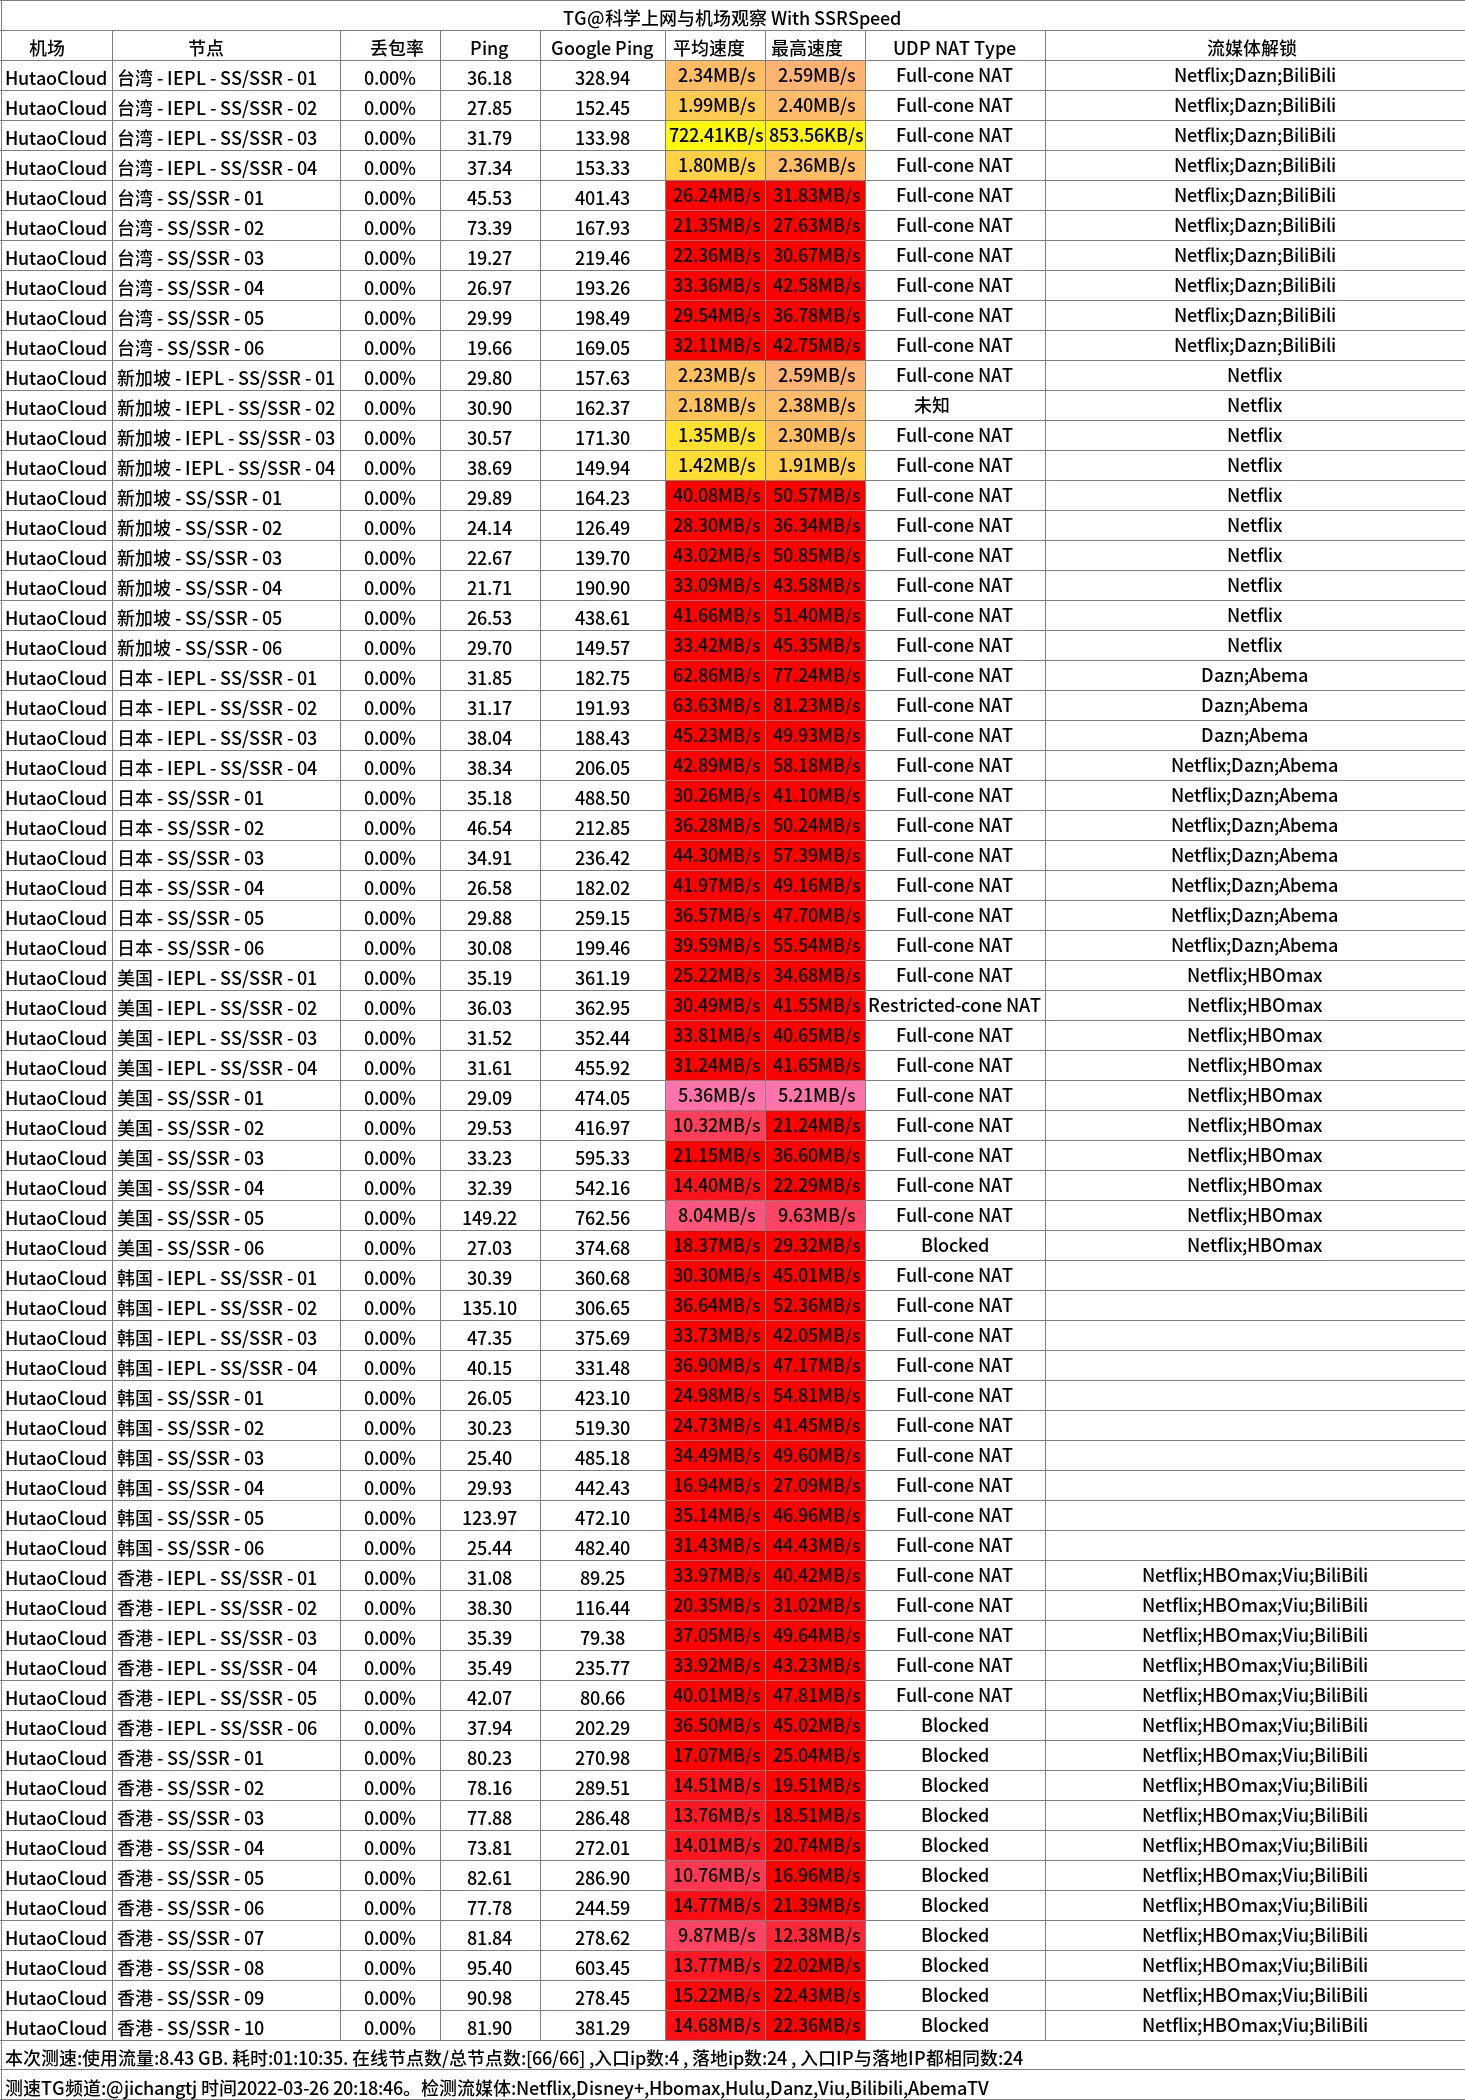 TG@科学上网与机场观察 With SSRSpeed
机场 节点 丢包率 Ping Google Ping 平均速度 最高速度 UDP NAT Type 流媒体解锁
HutaoCloud 台湾 - IEPL - SS/SSR - 01 0.00% 36.18 328.94 2.34MB/s 2.59MB/s Full-cone NAT Netflix;Dazn;BiliBili
HutaoCloud 台湾 - IEPL - SS/SSR - 02 0.00% 27.85 152.45 1.99MB/s 2.40MB/s Full-cone NAT Netflix;Dazn;BiliBili
HutaoCloud 台湾 - IEPL - SS/SSR - 03 0.00% 31.79 133.98 722.41KB/s 853.56KB/s Full-cone NAT Netflix;Dazn;BiliBili
HutaoCloud 台湾 - IEPL - SS/SSR - 04 0.00% 37.34 153.33 1.80MB/s 2.36MB/s Full-cone NAT Netflix;Dazn;BiliBili
HutaoCloud 台湾 - SS/SSR - 01 0.00% 45.53 401.43 26.24MB/s 31.83MB/s Full-cone NAT Netflix;Dazn;BiliBili
HutaoCloud 台湾 - SS/SSR - 02 0.00% 73.39 167.93 21.35MB/s 27.63MB/s Full-cone NAT Netflix;Dazn;BiliBili
HutaoCloud 台湾 - SS/SSR - 03 0.00% 19.27 219.46 22.36MB/s 30.67MB/s Full-cone NAT Netflix;Dazn;BiliBili
HutaoCloud 台湾 - SS/SSR - 04 0.00% 26.97 193.26 33.36MB/s 42.58MB/s Full-cone NAT Netflix;Dazn;BiliBili
HutaoCloud 台湾 - SS/SSR - 05 0.00% 29.99 198.49 29.54MB/s 36.78MB/s Full-cone NAT Netflix;Dazn;BiliBili
HutaoCloud 台湾 - SS/SSR - 06 0.00% 19.66 169.05 32.11MB/s 42.75MB/s Full-cone NAT Netflix;Dazn;BiliBili
HutaoCloud 新加坡 - IEPL - SS/SSR - 01 0.00% 29.80 157.63 2.23MB/s 2.59MB/s Full-cone NAT Netflix
HutaoCloud 新加坡 - IEPL - SS/SSR - 02 0.00% 30.90 162.37 2.18MB/s 2.38MB/s 未知 Netflix
HutaoCloud 新加坡 - IEPL - SS/SSR - 03 0.00% 30.57 171.30 1.35MB/s 2.30MB/s Full-cone NAT Netflix
HutaoCloud 新加坡 - IEPL - SS/SSR - 04 0.00% 38.69 149.94 1.42MB/s 1.91MB/s Full-cone NAT Netflix
HutaoCloud 新加坡 - SS/SSR - 01 0.00% 29.89 164.23 40.08MB/s 50.57MB/s Full-cone NAT Netflix
HutaoCloud 新加坡 - SS/SSR - 02 0.00% 24.14 126.49 28.30MB/s 36.34MB/s Full-cone NAT Netflix
HutaoCloud 新加坡 - SS/SSR - 03 0.00% 22.67 139.70 43.02MB/s 50.85MB/s Full-cone NAT Netflix
HutaoCloud 新加坡 - SS/SSR - 04 0.00% 21.71 190.90 33.09MB/s 43.58MB/s Full-cone NAT Netflix
HutaoCloud 新加坡 - SS/SSR - 05 0.00% 26.53 438.61 41.66MB/s 51.40MB/s Full-cone NAT Netflix
HutaoCloud 新加坡 - SS/SSR - 06 0.00% 29.70 149.57 33.42MB/s 45.35MB/s Full-cone NAT Netflix
HutaoCloud 日本 - IEPL - SS/SSR - 01 0.00% 31.85 182.75 62.86MB/s 77.24MB/s Full-cone NAT Dazn;Abema
HutaoCloud 日本 - IEPL - SS/SSR - 02 0.00% 31.17 191.93 63.63MB/s 81.23MB/s Full-cone NAT Dazn;Abema
HutaoCloud 日本 - IEPL - SS/SSR - 03 0.00% 38.04 188.43 45.23MB/s 49.93MB/s Full-cone NAT Dazn;Abema
HutaoCloud 日本 - IEPL - SS/SSR - 04 0.00% 38.34 206.05 42.89MB/s 58.18MB/s Full-cone NAT Netflix;Dazn;Abema
HutaoCloud 日本 - SS/SSR - 01 0.00% 35.18 488.50 30.26MB/s 41.10MB/s Full-cone NAT Netflix;Dazn;Abema
HutaoCloud 日本 - SS/SSR - 02 0.00% 46.54 212.85 36.28MB/s 50.24MB/s Full-cone NAT Netflix;Dazn;Abema
HutaoCloud 日本 - SS/SSR - 03 0.00% 34.91 236.42 44.30MB/s 57.39MB/s Full-cone NAT Netflix;Dazn;Abema
HutaoCloud 日本 - SS/SSR - 04 0.00% 26.58 182.02 41.97MB/s 49.16MB/s Full-cone NAT Netflix;Dazn;Abema
HutaoCloud 日本 - SS/SSR - 05 0.00% 29.88 259.15 36.57MB/s 47.70MB/s Full-cone NAT Netflix;Dazn;Abema
HutaoCloud 日本 - SS/SSR - 06 0.00% 30.08 199.46 39.59MB/s 55.54MB/s Full-cone NAT Netflix;Dazn;Abema
HutaoCloud 美国 - IEPL - SS/SSR - 01 0.00% 35.19 361.19 25.22MB/s 34.68MB/s Full-cone NAT Netflix;HBOmax
HutaoCloud 美国 - IEPL - SS/SSR - 02 0.00% 36.03 362.95 30.49MB/s 41.55MB/s Restricted-cone NAT Netflix;HBOmax
HutaoCloud 美国 - IEPL - SS/SSR - 03 0.00% 31.52 352.44 33.81MB/s 40.65MB/s Full-cone NAT Netflix;HBOmax
HutaoCloud 美国 - IEPL - SS/SSR - 04 0.00% 31.61 455.92 31.24MB/s 41.65MB/s Full-cone NAT Netflix;HBOmax
HutaoCloud 美国 - SS/SSR - 01 0.00% 29.09 474.05 5.36MB/s 5.21MB/s Full-cone NAT Netflix;HBOmax
HutaoCloud 美国 - SS/SSR - 02 0.00% 29.53 416.97 10.32MB/s 21.24MB/s Full-cone NAT Netflix;HBOmax
HutaoCloud 美国 - SS/SSR - 03 0.00% 33.23 595.33 21.15MB/s 36.60MB/s Full-cone NAT Netflix;HBOmax
HutaoCloud 美国 - SS/SSR - 04 0.00% 32.39 542.16 14.40MB/s 22.29MB/s Full-cone NAT Netflix;HBOmax
HutaoCloud 美国 - SS/SSR - 05 0.00% 149.22 762.56 8.04MB/s 9.63MB/s Full-cone NAT Netflix;HBOmax
HutaoCloud 美国 - SS/SSR - 06 0.00% 27.03 374.68 18.37MB/s 29.32MB/s Blocked Netflix;HBOmax
HutaoCloud 韩国 - IEPL - SS/SSR - 01 0.00% 30.39 360.68 30.30MB/s 45.01MB/s Full-cone NAT
HutaoCloud 韩国 - IEPL - SS/SSR - 02 0.00% 135.10 306.65 36.64MB/s 52.36MB/s Full-cone NAT
HutaoCloud 韩国 - IEPL - SS/SSR - 03 0.00% 47.35 375.69 33.73MB/s 42.05MB/s Full-cone NAT
HutaoCloud 韩国 - IEPL - SS/SSR - 04 0.00% 40.15 331.48 36.90MB/s 47.17MB/s Full-cone NAT
HutaoCloud 韩国 - SS/SSR - 01 0.00% 26.05 423.10 24.98MB/s 54.81MB/s Full-cone NAT
HutaoCloud 韩国 - SS/SSR - 02 0.00% 30.23 519.30 24.73MB/s 41.45MB/s Full-cone NAT
HutaoCloud 韩国 - SS/SSR - 03 0.00% 25.40 485.18 34.49MB/s 49.60MB/s Full-cone NAT
HutaoCloud 韩国 - SS/SSR - 04 0.00% 29.93 442.43 16.94MB/s 27.09MB/s Full-cone NAT
HutaoCloud 韩国 - SS/SSR - 05 0.00% 123.97 472.10 35.14MB/s 46.96MB/s Full-cone NAT
HutaoCloud 韩国 - SS/SSR - 06 0.00% 25.44 482.40 31.43MB/s 44.43MB/s Full-cone NAT
HutaoCloud 香港 - IEPL - SS/SSR - 01 0.00% 31.08 89.25 33.97MB/s 40.42MB/s Full-cone NAT Netflix;HBOmax;Viu;BiliBili
HutaoCloud 香港 - IEPL - SS/SSR - 02 0.00% 38.30 116.44 20.35MB/s 31.02MB/s Full-cone NAT Netflix;HBOmax;Viu;BiliBili
HutaoCloud 香港 - IEPL - SS/SSR - 03 0.00% 35.39 79.38 37.05MB/s 49.64MB/s Full-cone NAT Netflix;HBOmax;Viu;BiliBili
HutaoCloud 香港 - IEPL - SS/SSR - 04 0.00% 35.49 235.77 33.92MB/s 43.23MB/s Full-cone NAT Netflix;HBOmax;Viu;BiliBili
HutaoCloud 香港 - IEPL - SS/SSR - 05 0.00% 42.07 80.66 40.01MB/s 47.81MB/s Full-cone NAT Netflix;HBOmax;Viu;BiliBili
HutaoCloud 香港 - IEPL - SS/SSR - 06 0.00% 37.94 202.29 36.50MB/s 45.02MB/s Blocked Netflix;HBOmax;Viu;BiliBili
HutaoCloud 香港 - SS/SSR - 01 0.00% 80.23 270.98 17.07MB/s 25.04MB/s Blocked Netflix;HBOmax;Viu;BiliBili
HutaoCloud 香港 - SS/SSR - 02 0.00% 78.16 289.51 14.51MB/s 19.51MB/s Blocked Netflix;HBOmax;Viu;BiliBili
HutaoCloud 香港 - SS/SSR - 03 0.00% 77.88 286.48 13.76MB/s 18.51MB/s Blocked Netflix;HBOmax;Viu;BiliBili
HutaoCloud 香港 - SS/SSR - 04 0.00% 73.81 272.01 14.01MB/s 20.74MB/s Blocked Netflix;HBOmax;Viu;BiliBili
HutaoCloud 香港 - SS/SSR - 05 0.00% 82.61 286.90 10.76MB/s 16.96MB/s Blocked Netflix;HBOmax;Viu;BiliBili
HutaoCloud 香港 - SS/SSR - 06 0.00% 77.78 244.59 14.77MB/s 21.39MB/s Blocked Netflix;HBOmax;Viu;BiliBili
HutaoCloud 香港 - SS/SSR - 07 0.00% 81.84 278.62 9.87MB/s 12.38MB/s Blocked Netflix;HBOmax;Viu;BiliBili
HutaoCloud 香港 - SS/SSR - 08 0.00% 95.40 603.45 13.77MB/s 22.02MB/s Blocked Netflix;HBOmax;Viu;BiliBili
HutaoCloud 香港 - SS/SSR - 09 0.00% 90.98 278.45 15.22MB/s 22.43MB/s Blocked Netflix;HBOmax;Viu;BiliBili
HutaoCloud 香港 - SS/SSR - 10 0.00% 81.90 381.29 14.68MB/s 22.36MB/s Blocked Netflix;HBOmax;Viu;BiliBili
本次测速:使用流量:8.43 GB. 耗时:01:10:35. 在线节点数/总节点数:[66/66] ,入口ip数:4 , 落地ip数:24 , 入口IP与落地IP都相同数:24
测速TG频道:@jichangtj 时间2022-03-26 20:18:46。检测流媒体:Netflix,Disney+,Hbomax,Hulu,Danz,Viu,Bilibili,AbemaTV